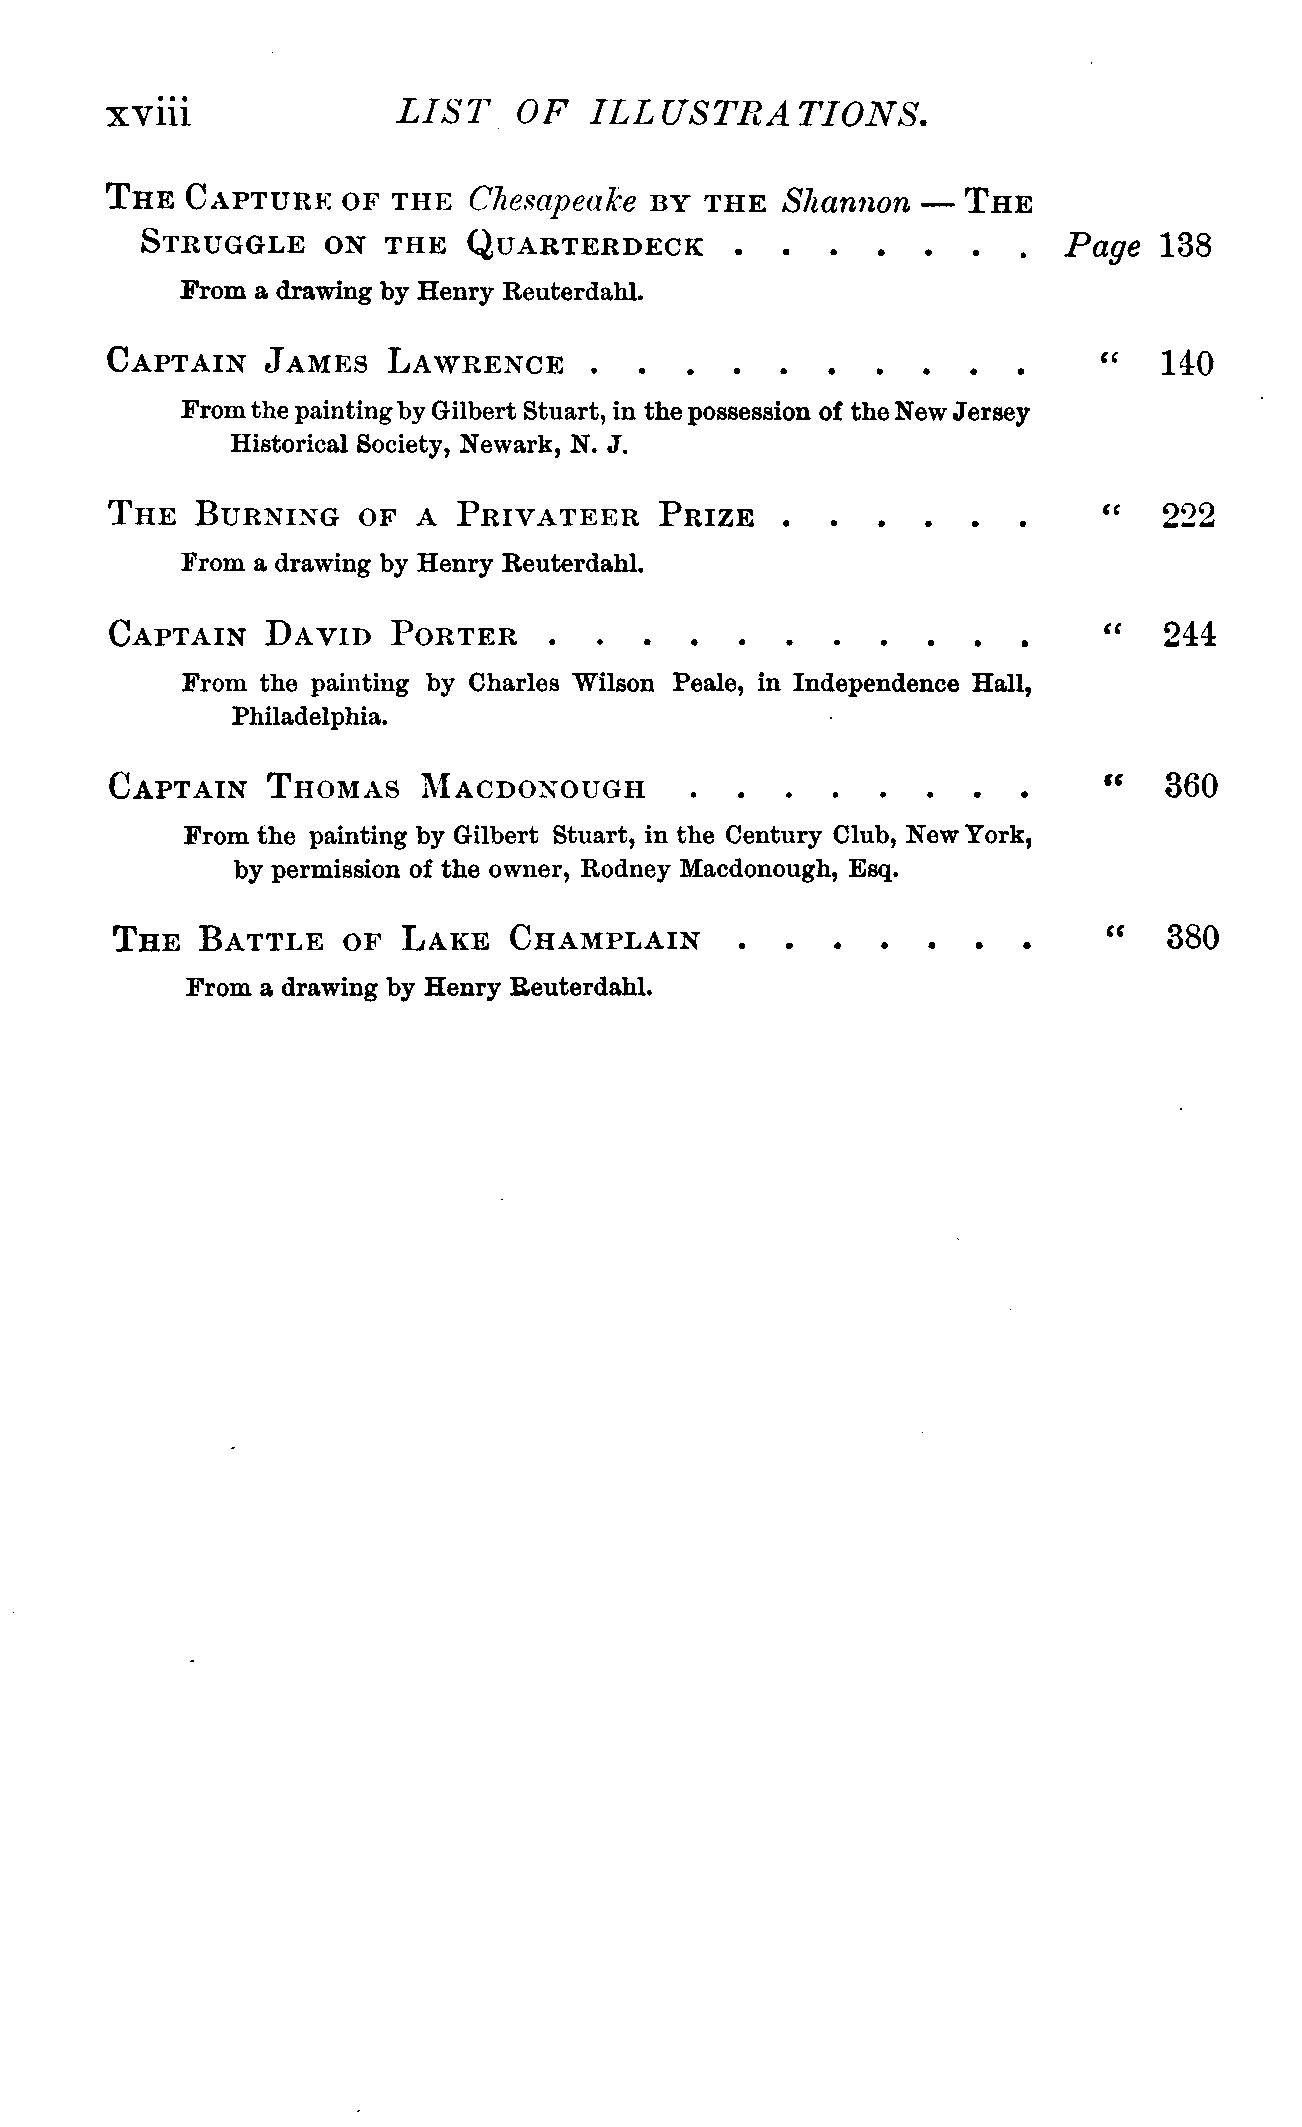 xviii LIST OF ILLUSTRATIONS.
THE CAPTURE OF THE Chesapeake BY THE Shannon — THE
STRUGGLE ON THE QUARTERDECK . . . . . . . Page 138
From a drawing by Henry Reuterdahl.
CAPTAIN JAMES LAWRENCE . . . . . . . . . . “ 140
From the painting by Gilbert Stuart, in the possession of the New Jersey
Historical Society, Newark, N. J.
THE BURNING OF A PRIVATEER PRIZE . . . . . . “ 222
From a drawing by Henry Reuterdahl.
CAPTAIN DAVID PORTER . . . . . . . . . . . “ 244
From the painting by Charles Wilson Peale, in Independence Hall,
Philadelphia.
CAPTAIN THOMAS MACDONOUGH . . . . . . . . “ 360
From the painting by Gilbert Stuart, in the Century Club, New York,
by permission of the owner, Rodney Macdonough, Esq.
THE BATTLE OF LAKE CHAMPLAIN . . . . . . . “ 380
From a drawing by Henry Reuterdahl.